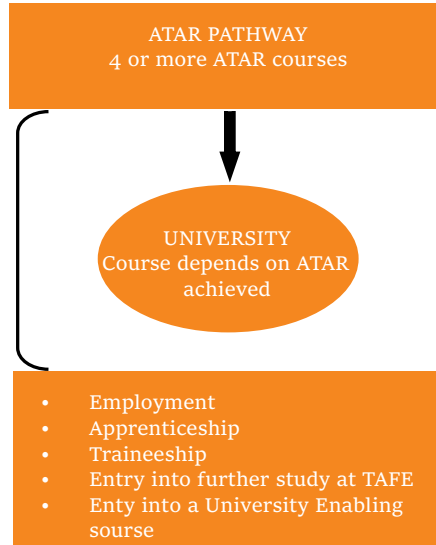 ATAR PATHWAY
4 or more ATAR courses
UNIVERSITY
Course depends on ATAR
achieved
• Employment
• Apprenticeship
• Traineeship
• Entry into further study at TAFE
• Enty into a University Enabling
sourse